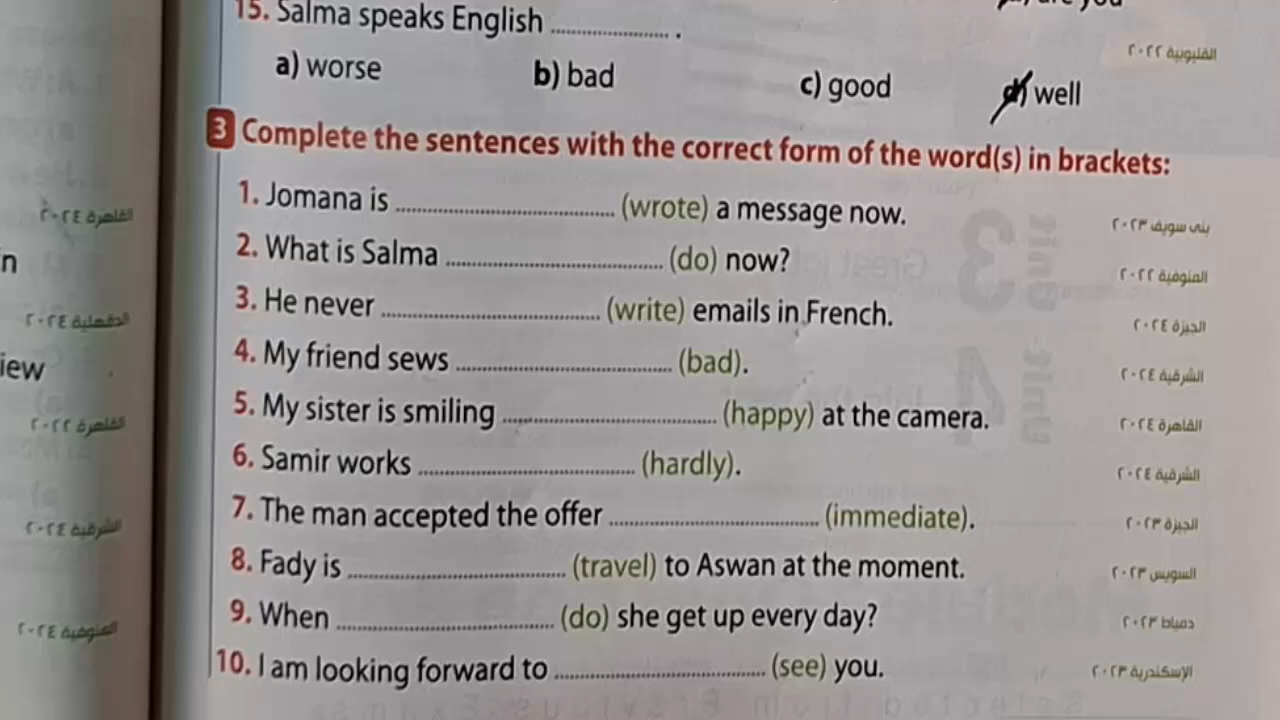 15. Salma speaks English .................. .
القليوبية ٢٠٢٢
a) worse b) bad c) good d) well
3 Complete the sentences with the correct form of the word(s) in brackets:
1. Jomana is .................. (wrote) a message now. بنى سويف ٢٠٢٣
2. What is Salma .................. (do) now? المنوفية ٢٠٢٢
3. He never .................. (write) emails in French. الجيزة ٢٠٢٤
4. My friend sews .................. (bad). الشرقية ٢٠٢٤
5. My sister is smiling .................. (happy) at the camera. القاهرة ٢٠٢٤
6. Samir works .................. (hardly). الشرقية ٢٠٢٤
7. The man accepted the offer .................. (immediate). الجيزة ٢٠٢٣
8. Fady is .................. (travel) to Aswan at the moment. السويس ٢٠٢٣
9. When .................. (do) she get up every day? دمياط ٢٠٢٣
10. I am looking forward to .................. (see) you. الإسكندرية ٢٠٢٣
القاهرة ٢٠٢٤
n
الدقهلية ٢٠٢٤
iew
القاهرة ٢٠٢٢
الشرقية ٢٠٢٤
المنوفية ٢٠٢٤